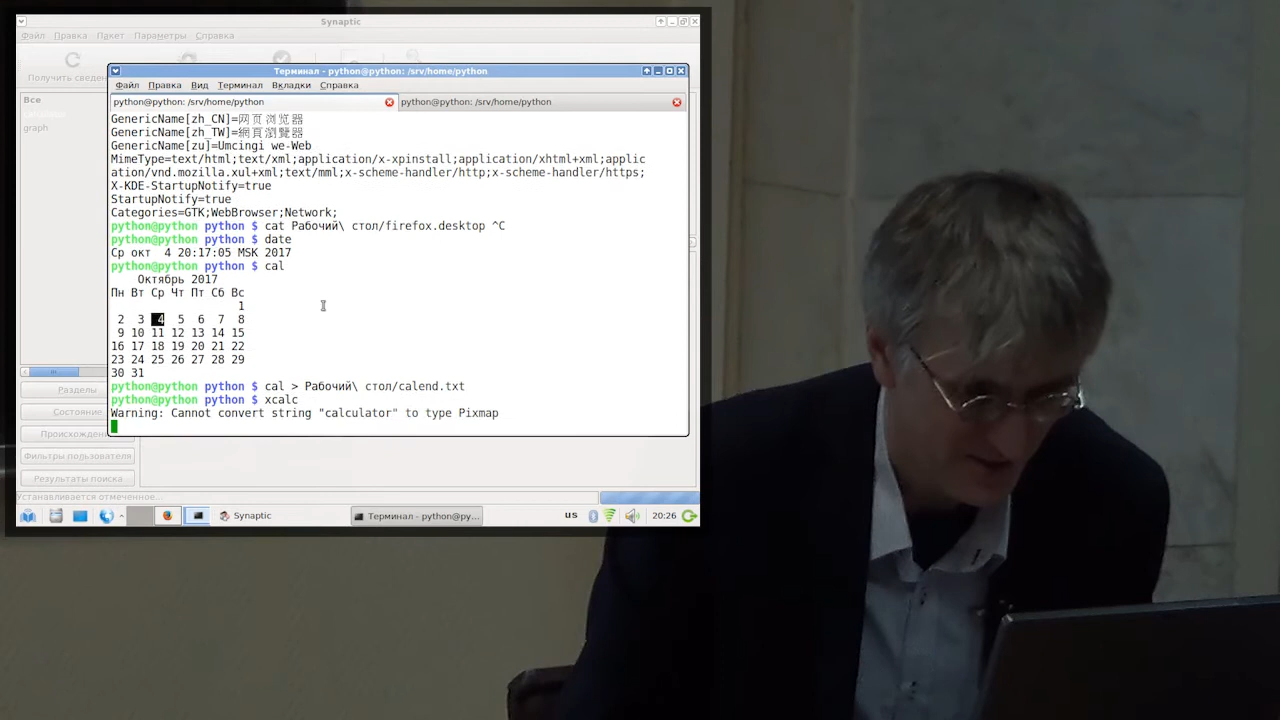 Synaptic
Файл Правка Пакет Параметры Справка
Получить сведен
Терминал - python@python: /srv/home/python
Файл Правка Вид Терминал Вкладки Справка
python@python: /srv/home/python python@python: /srv/home/python
Все
graph
GenericName[zh_CN]=网页浏览器
GenericName[zh_TW]=網頁瀏覽器
GenericName[zu]=Umcingi we-Web
MimeType=text/html;text/xml;application/x-xpinstall;application/xhtml+xml;applic
ation/vnd.mozilla.xul+xml;text/mml;x-scheme-handler/http;x-scheme-handler/https;
X-KDE-StartupNotify=true
StartupNotify=true
Categories=GTK;WebBrowser;Network;
python@python python $ cat Рабочий\ стол/firefox.desktop ^C
python@python python $ date
Ср окт  4 20:17:05 MSK 2017
python@python python $ cal
Октябрь 2017
Пн Вт Ср Чт Пт Сб Вс
1
2 3 4 5 6 7 8
9 10 11 12 13 14 15
16 17 18 19 20 21 22
23 24 25 26 27 28 29
30 31
python@python python $ cal > Рабочий\ стол/calend.txt
python@python python $ xcalc
Warning: Cannot convert string "calculator" to type Pixmap
Разделы
Состояние
Происхожден
Фильтры пользователя
Результаты поиска
Устанавливается отмеченное...
Synaptic Терминал - python@py... us 20:26